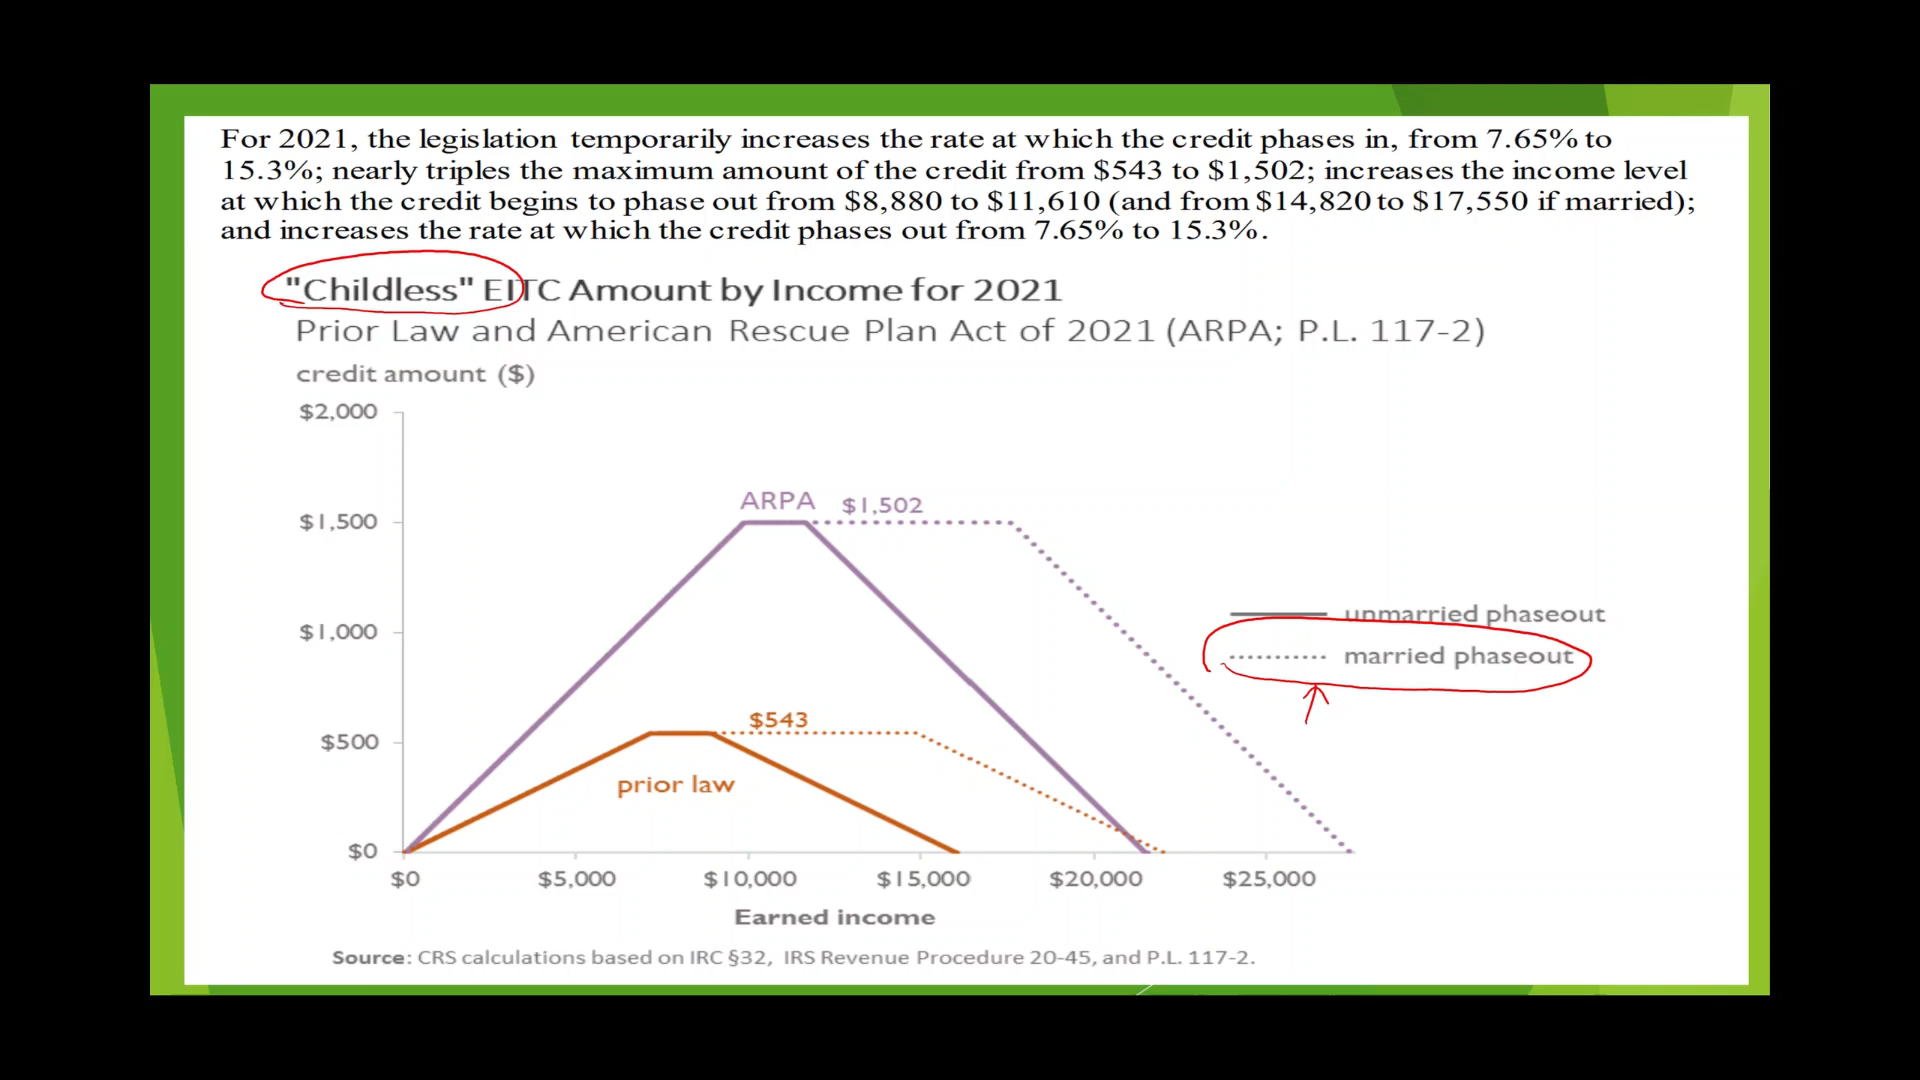 For 2021, the legislation temporarily increases the rate at which the credit phases in, from 7.65% to
15.3%; nearly triples the maximum amount of the credit from $543 to $1,502; increases the income level
at which the credit begins to phase out from $8,880 to $11,610 (and from $14,820 to $17,550 if married);
and increases the rate at which the credit phases out from 7.65% to 15.3%.
"Childless" EITC Amount by Income for 2021
Prior Law and American Rescue Plan Act of 2021 (ARPA; P.L. 117-2)
credit amount ($)
$2,000
ARPA $1,502
$1,500
unmarried phaseout
$1,000
married phaseout
$543
$500
prior law
$0
$0 $5,000 $10,000 $15,000 $20,000 $25,000
Earned income
Source: CRS calculations based on IRC §32, IRS Revenue Procedure 20-45, and P.L. 117-2.